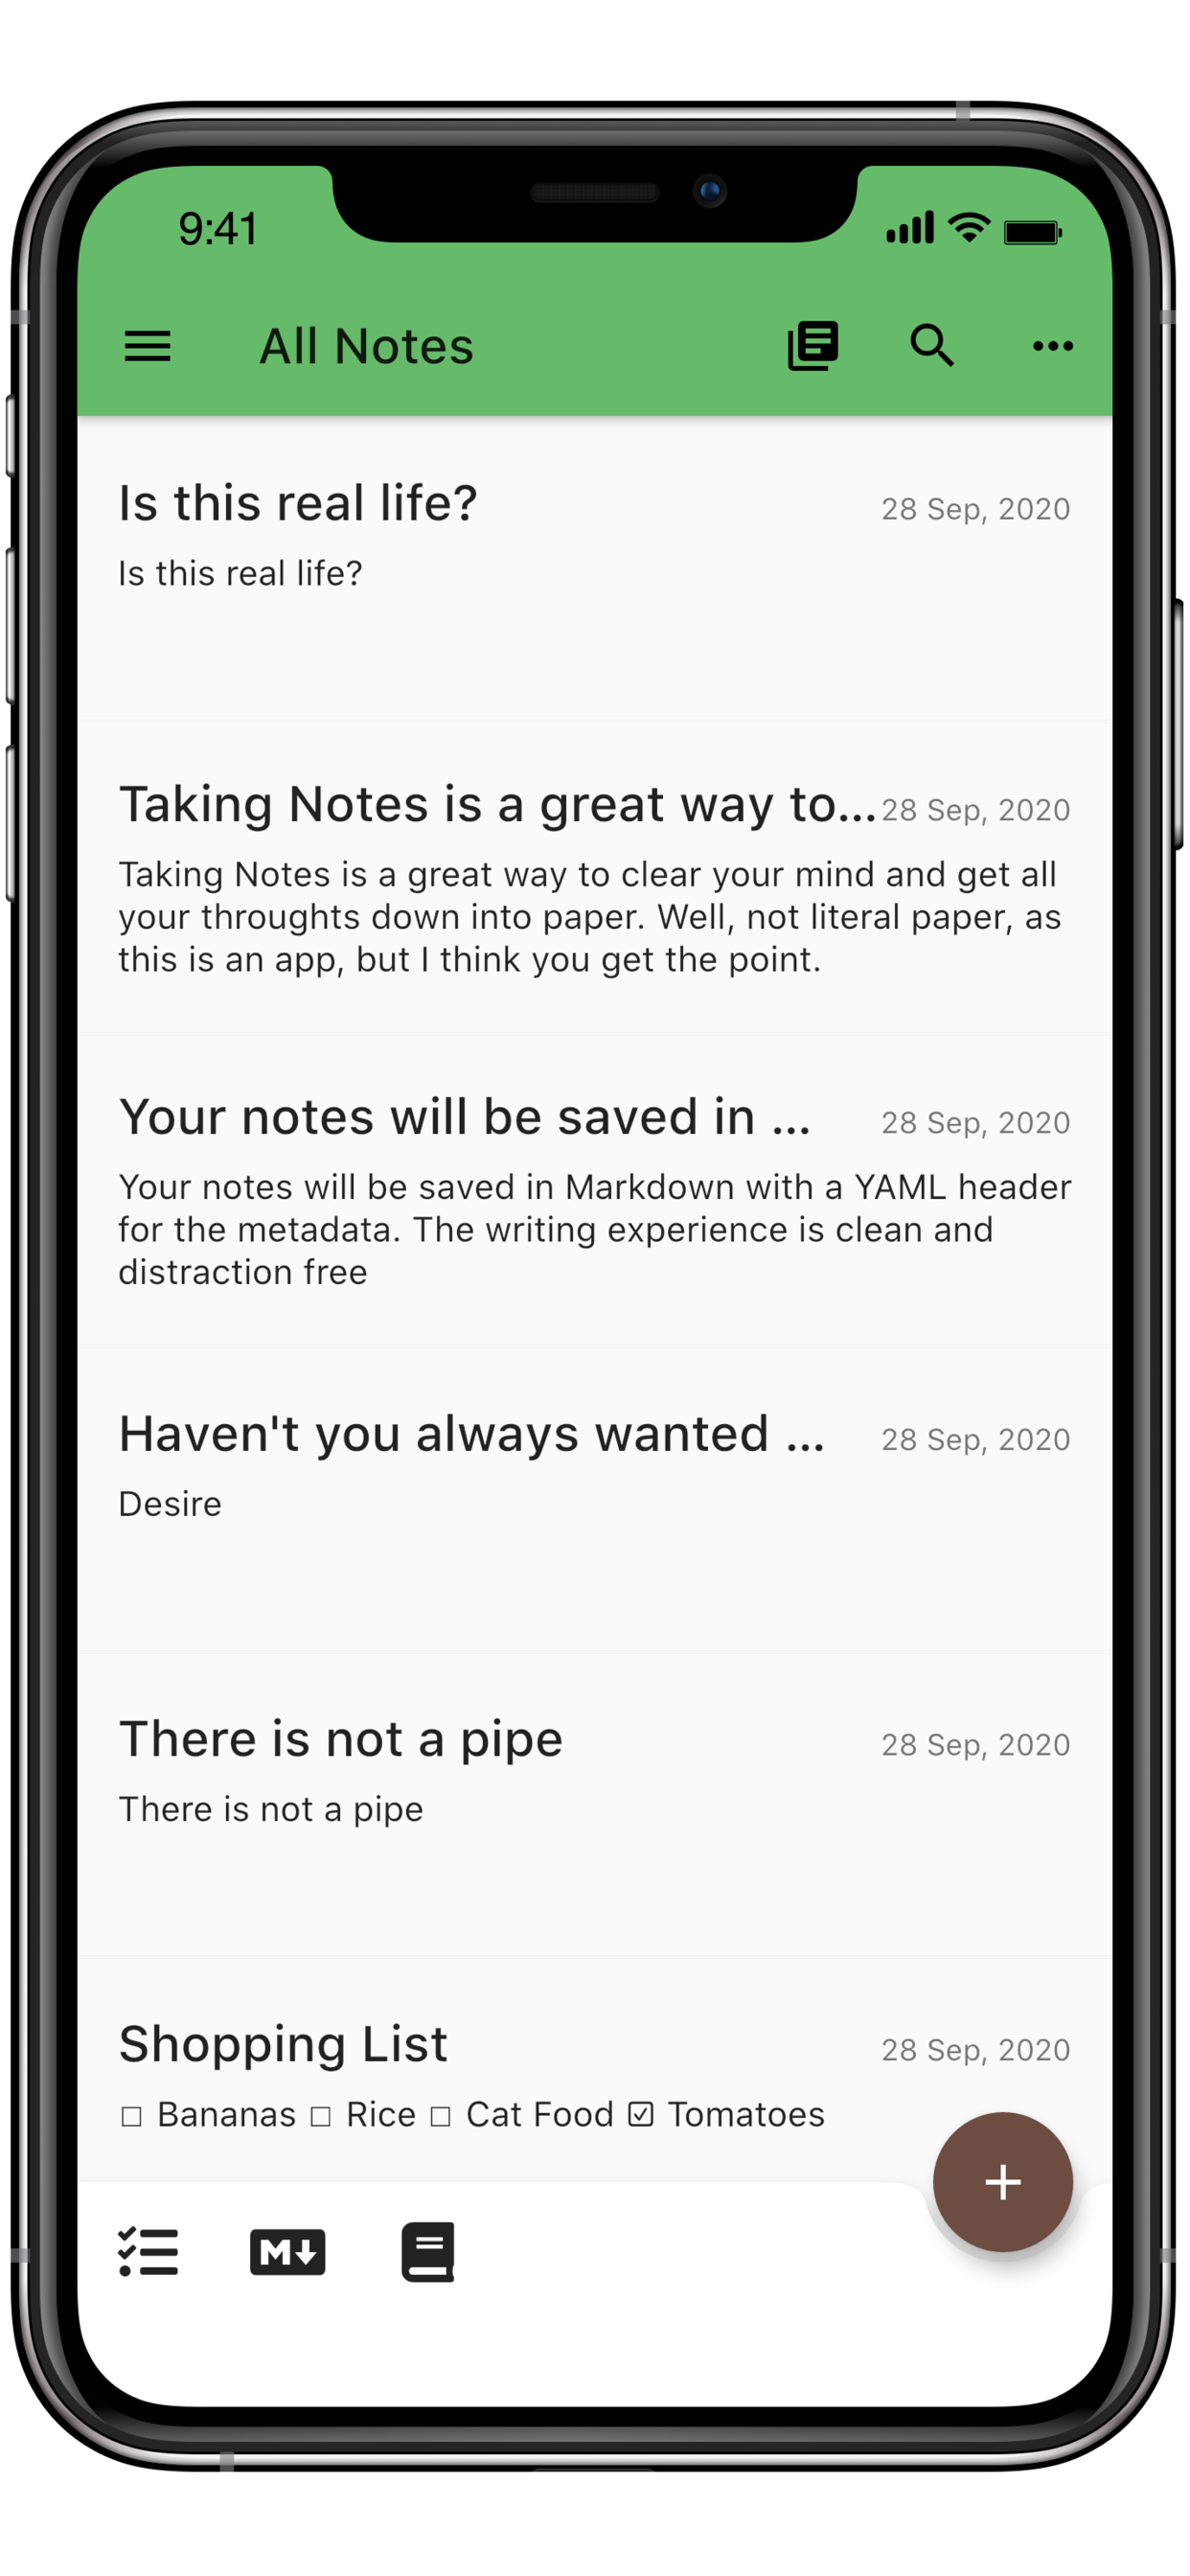 9:41
All Notes
Is this real life?
28 Sep, 2020
Is this real life?
Taking Notes is a great way to...
28 Sep, 2020
Taking Notes is a great way to clear your mind and get all
your throughts down into paper. Well, not literal paper, as
this is an app, but I think you get the point.
Your notes will be saved in ...
28 Sep, 2020
Your notes will be saved in Markdown with a YAML header
for the metadata. The writing experience is clean and
distraction free
Haven't you always wanted ...
28 Sep, 2020
Desire
There is not a pipe
28 Sep, 2020
There is not a pipe
Shopping List
28 Sep, 2020
☐ Bananas ☐ Rice ☐ Cat Food ☑ Tomatoes
M